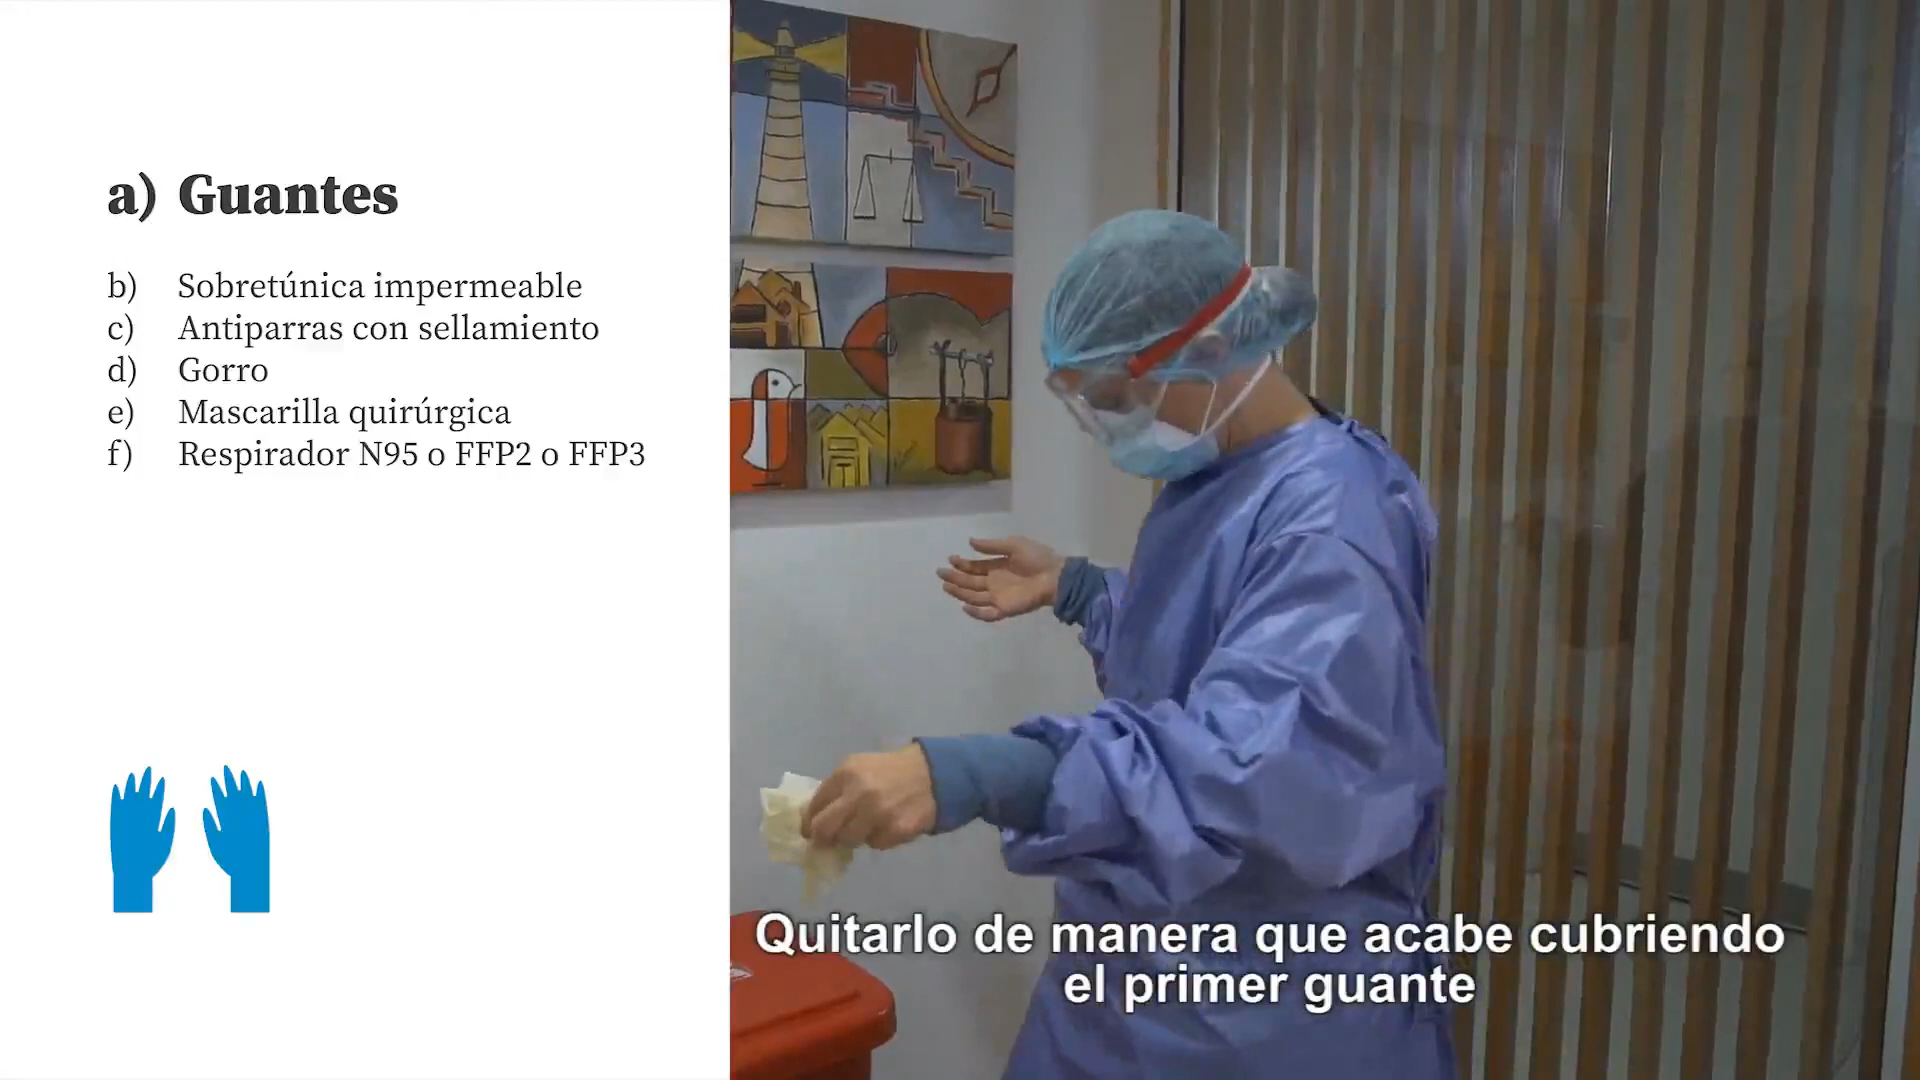 a) Guantes
b) Sobretúnica impermeable
c) Antiparras con sellamiento
d) Gorro
e) Mascarilla quirúrgica
f) Respirador N95 o FFP2 o FFP3
Quitarlo de manera que acabe cubriendo
el primer guante